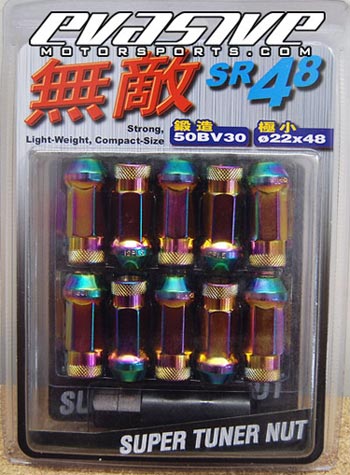 evasive
MOTORSPORTS.COM
無敵 SR48
Strong,
Light-Weight, Compact-Size
鍛造
50BV30
極小
ø22x48
SUPER TUNER NUT